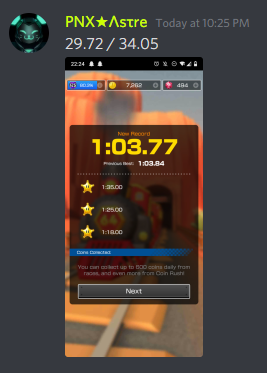 PNX★Λστre Today at 10:25 PM
29.72 / 34.05
22:24
7,262
494
New Record
1:03.77
Previous Best: 1:03.84
1:35.00
1:25.00
1:18.00
Coins Collected
You can collect up to 300 coins daily from
races, and even more from Coin Rush!
Next